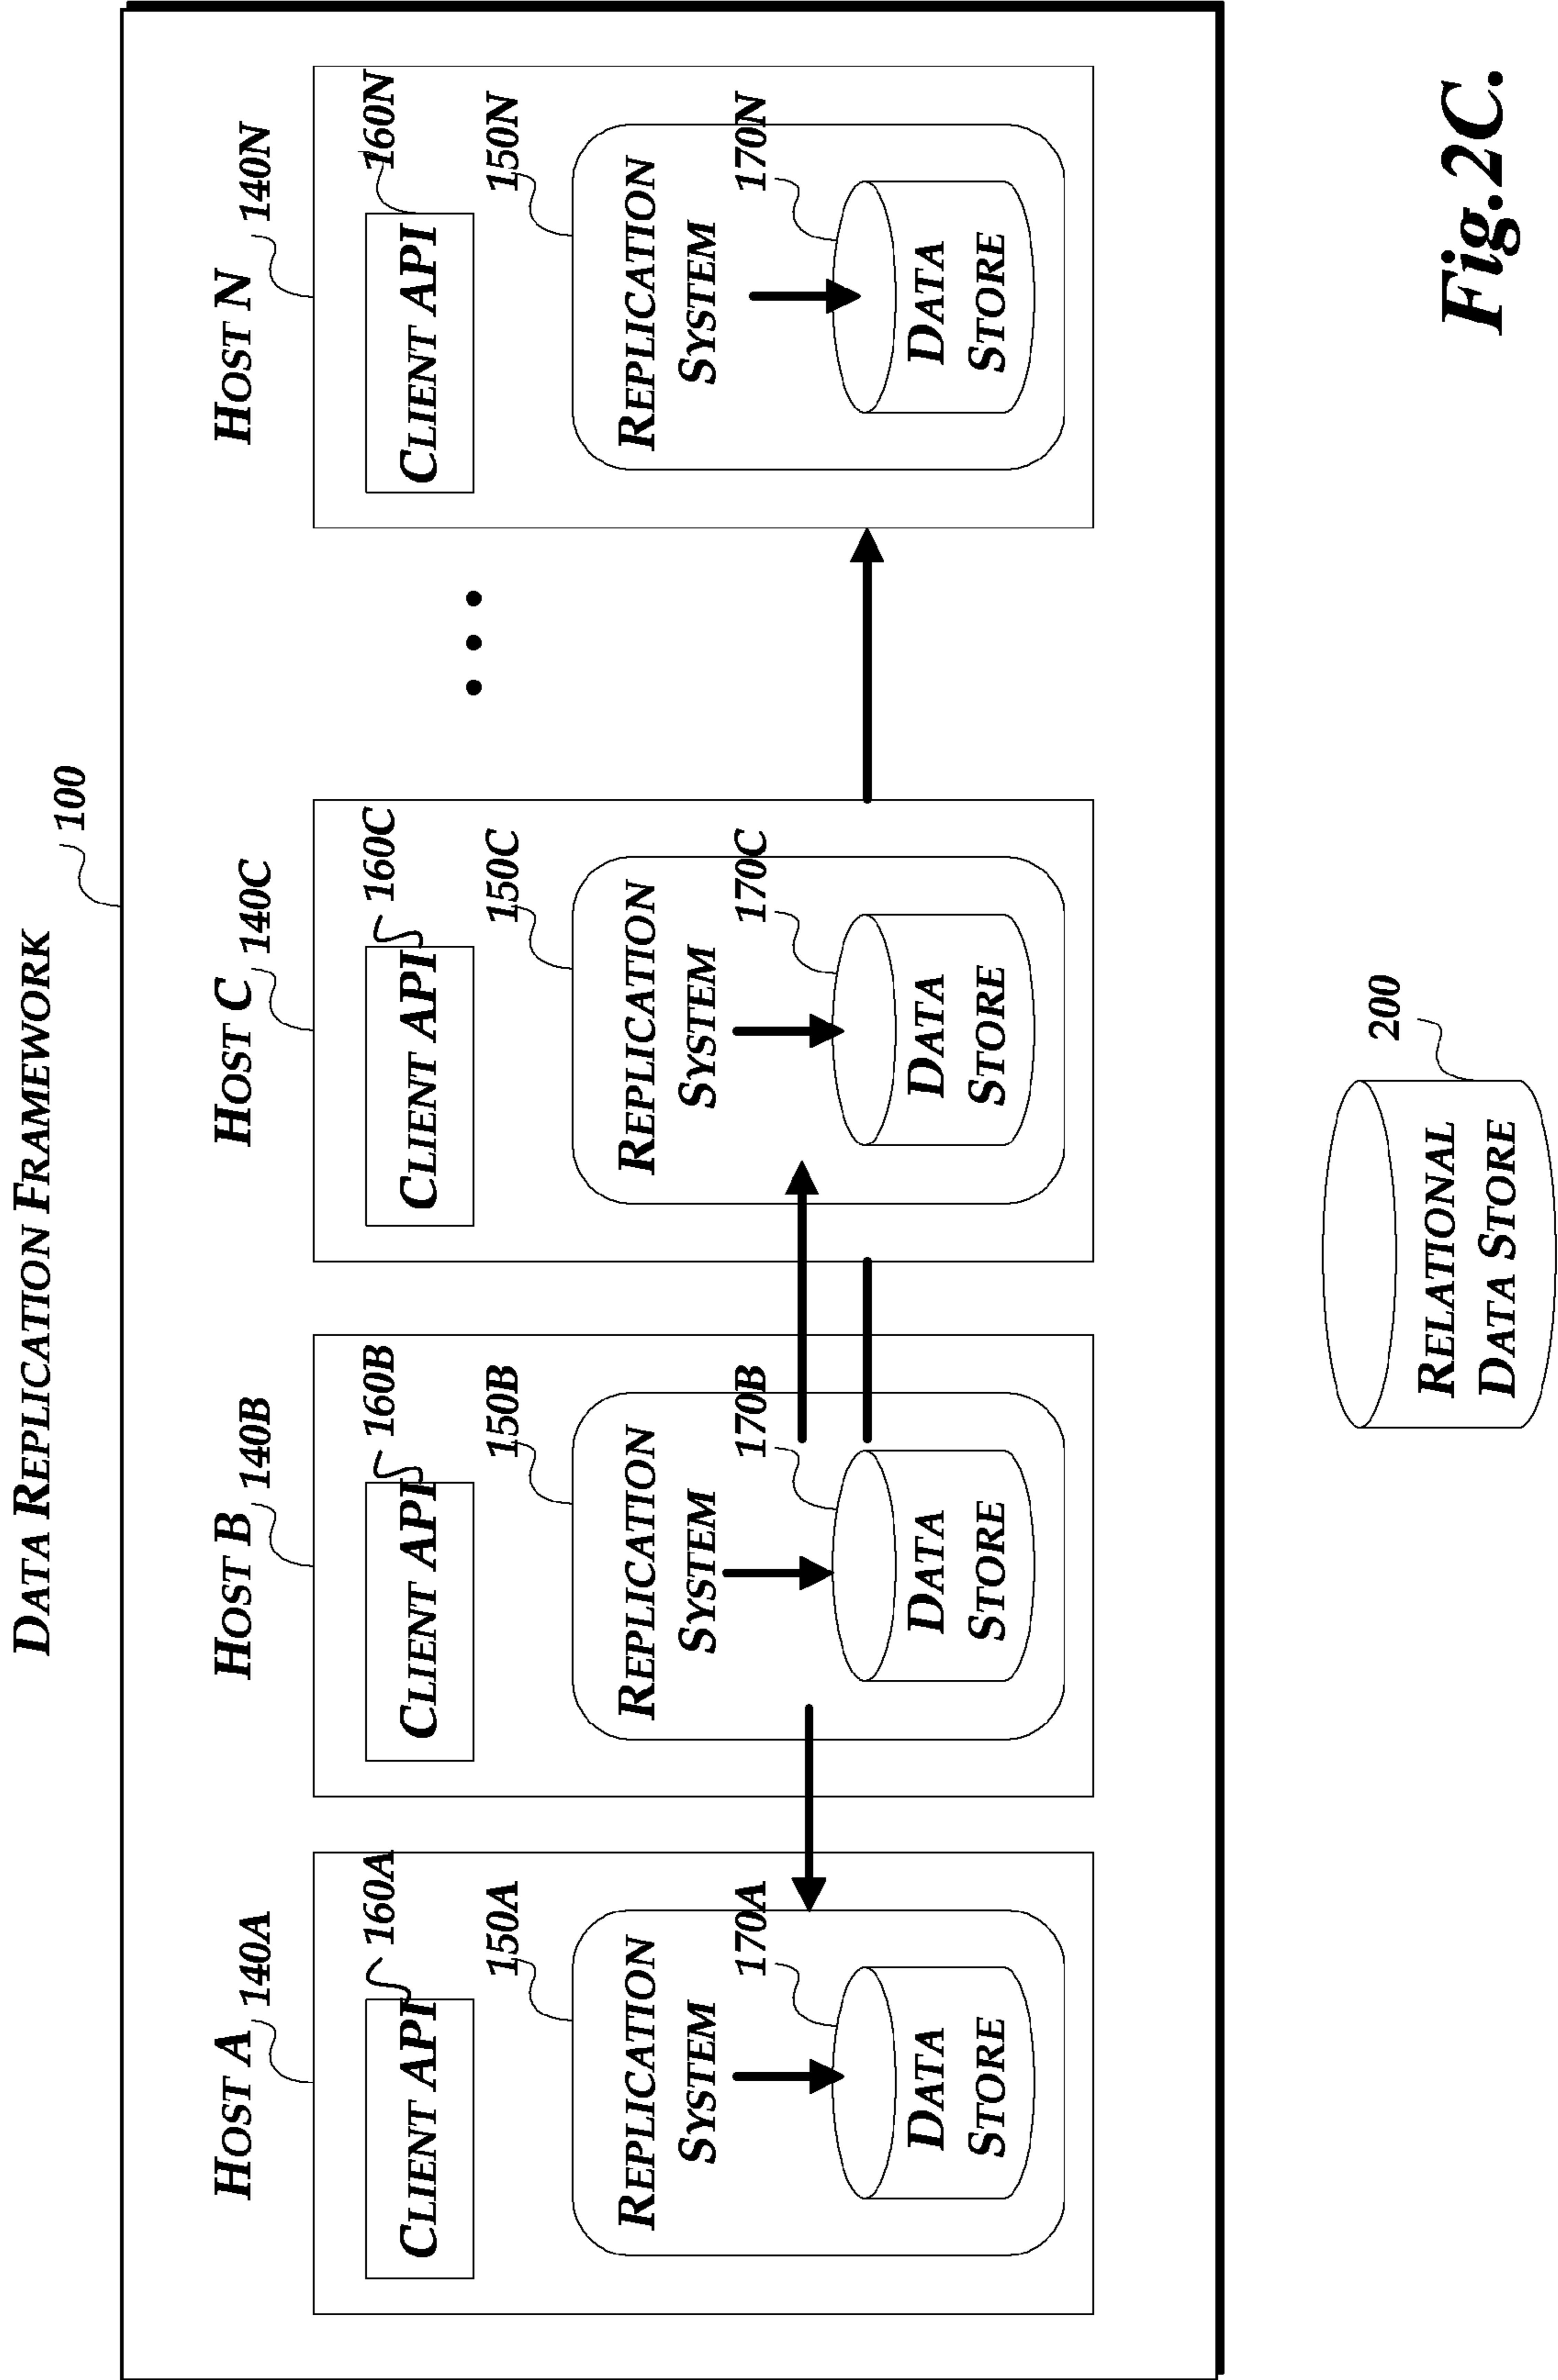 DATA REPLICATION FRAMEWORK
100
HOST A
140A
CLIENT API
160A
150A
REPLICATION
SYSTEM
170A
DATA
STORE
HOST B
140B
CLIENT API
160B
150B
REPLICATION
SYSTEM
170B
DATA
STORE
HOST C
140C
CLIENT API
160C
150C
REPLICATION
SYSTEM
170C
DATA
STORE
HOST N
140N
CLIENT API
160N
150N
REPLICATION
SYSTEM
170N
DATA
STORE
RELATIONAL
DATA STORE
200
Fig.2C.